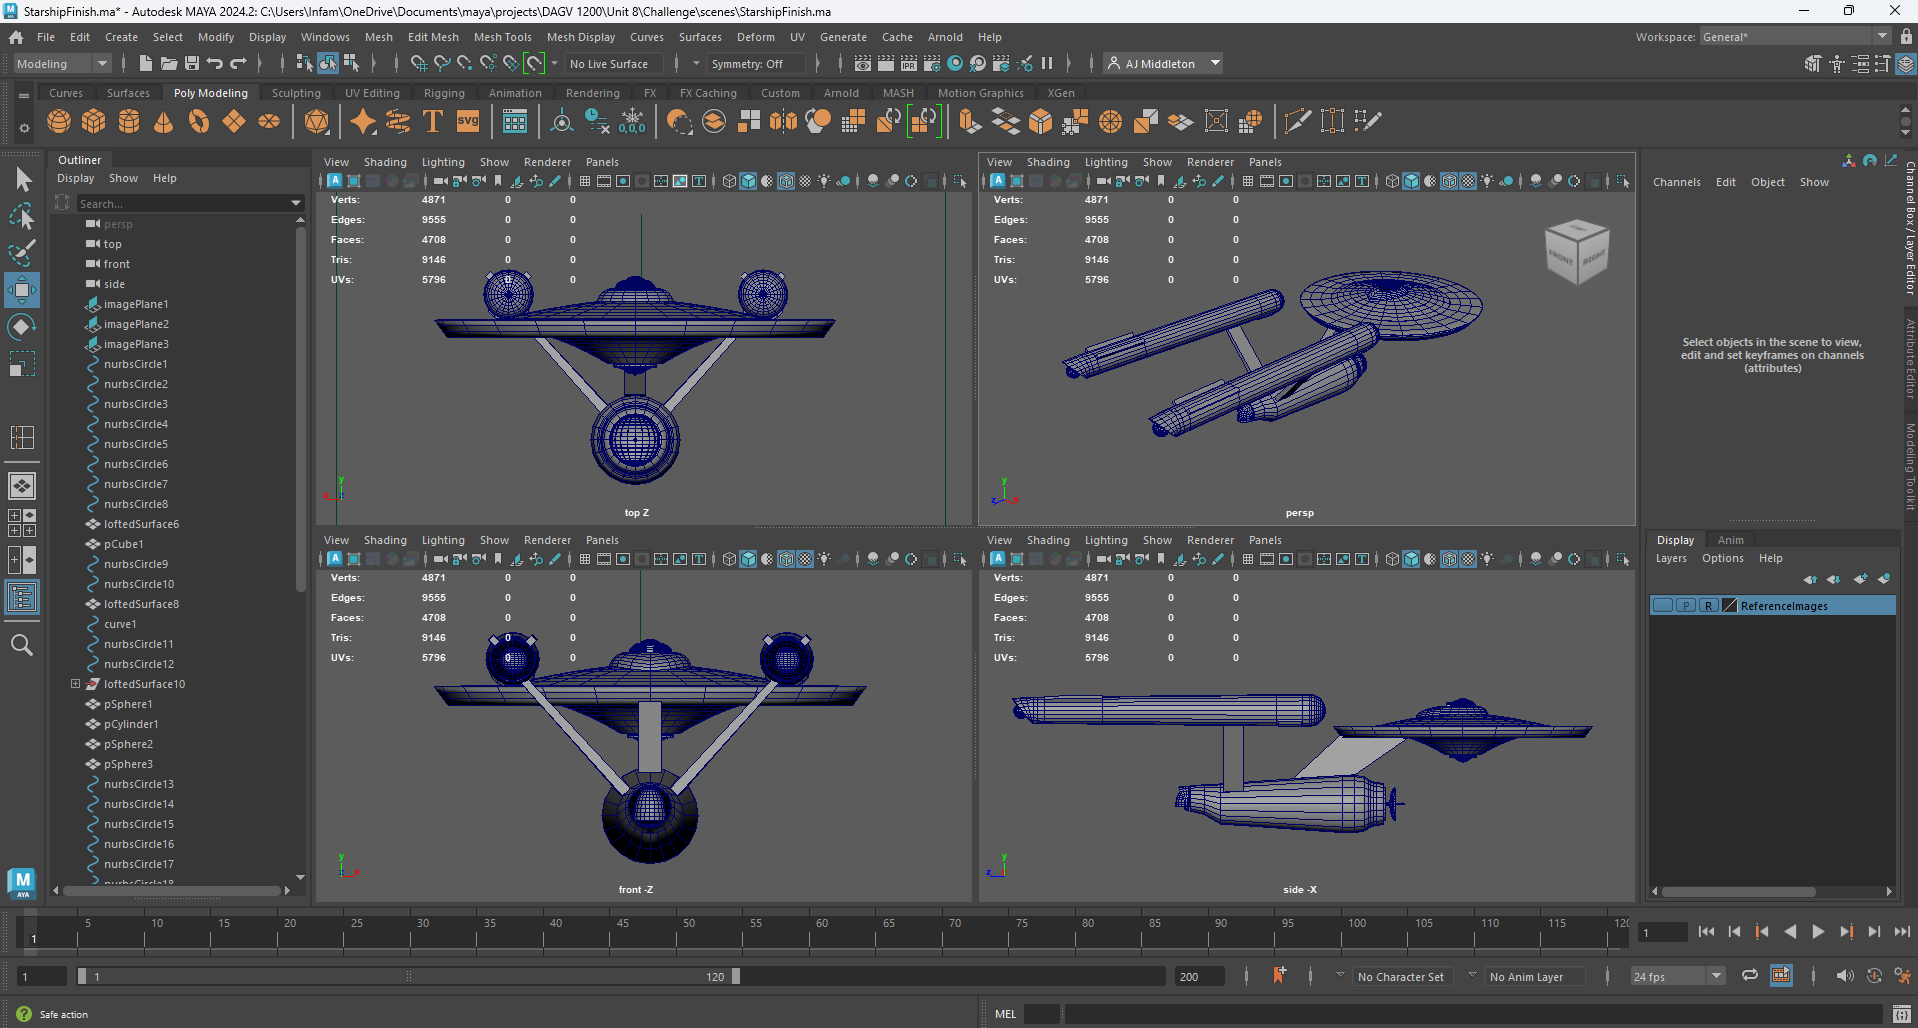 StarshipFinish.ma* - Autodesk MAYA 2024.2: C:\Users\Infam\OneDrive\Documents\maya\projects\DAGV 1200\Unit 8\Challenge\scenes\StarshipFinish.ma
File Edit Create Select Modify Display Windows Mesh Edit Mesh Mesh Tools Mesh Display Curves Surfaces Deform UV Generate Cache Arnold Help Workspace: General*
Modeling No Live Surface Symmetry: Off IPR AJ Middleton
Curves Surfaces Poly Modeling Sculpting UV Editing Rigging Animation Rendering FX FX Caching Custom Arnold MASH Motion Graphics XGen
T svg 0,0,0
Outliner
Display Show Help
Search...
persp
top
front
side
imagePlane1
imagePlane2
imagePlane3
nurbsCircle1
nurbsCircle2
nurbsCircle3
nurbsCircle4
nurbsCircle5
nurbsCircle6
nurbsCircle7
nurbsCircle8
loftedSurface6
pCube1
nurbsCircle9
nurbsCircle10
loftedSurface8
curve1
nurbsCircle11
nurbsCircle12
loftedSurface10
pSphere1
pCylinder1
pSphere2
pSphere3
nurbsCircle13
nurbsCircle14
nurbsCircle15
nurbsCircle16
nurbsCircle17
nurbsCircle18
View Shading Lighting Show Renderer Panels
Verts: 4871 0 0
Edges: 9555 0 0
Faces: 4708 0 0
Tris: 9146 0 0
UVs: 5796 0 0
y
x z
top Z
View Shading Lighting Show Renderer Panels
Verts: 4871 0 0
Edges: 9555 0 0
Faces: 4708 0 0
Tris: 9146 0 0
UVs: 5796 0 0
FRONT RIGHT
y
z x
persp
View Shading Lighting Show Renderer Panels
Verts: 4871 0 0
Edges: 9555 0 0
Faces: 4708 0 0
Tris: 9146 0 0
UVs: 5796 0 0
y
z x
front -Z
View Shading Lighting Show Renderer Panels
Verts: 4871 0 0
Edges: 9555 0 0
Faces: 4708 0 0
Tris: 9146 0 0
UVs: 5796 0 0
y
z
side -X
Channels Edit Object Show
Select objects in the scene to view,
edit and set keyframes on channels
(attributes)
Channel Box / Layer Editor
Attribute Editor
Modeling Toolkit
Display Anim
Layers Options Help
P R ReferenceImages
M
AYA
5 10 15 20 25 30 35 40 45 50 55 60 65 70 75 80 85 90 95 100 105 110 115 120
1
1
1 1 120 200 No Character Set No Anim Layer 24 fps
Safe action MEL